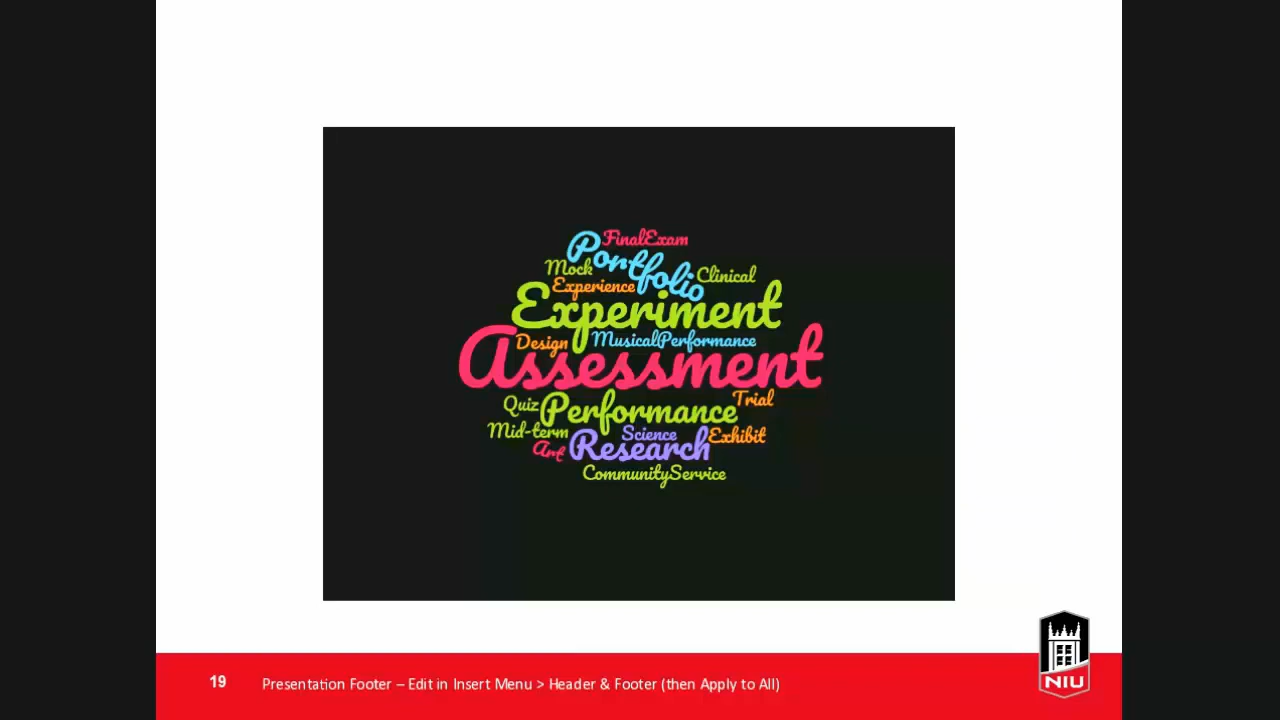 FinalExam
Portfolio
Mock
Clinical
Experience
Experiment
Design
MusicalPerformance
Assessment
Trial
Quiz
Performance
Mid-term
Science
Exhibit
Art
Research
CommunityService
NIU
19
Presentation Footer – Edit in Insert Menu > Header & Footer (then Apply to All)